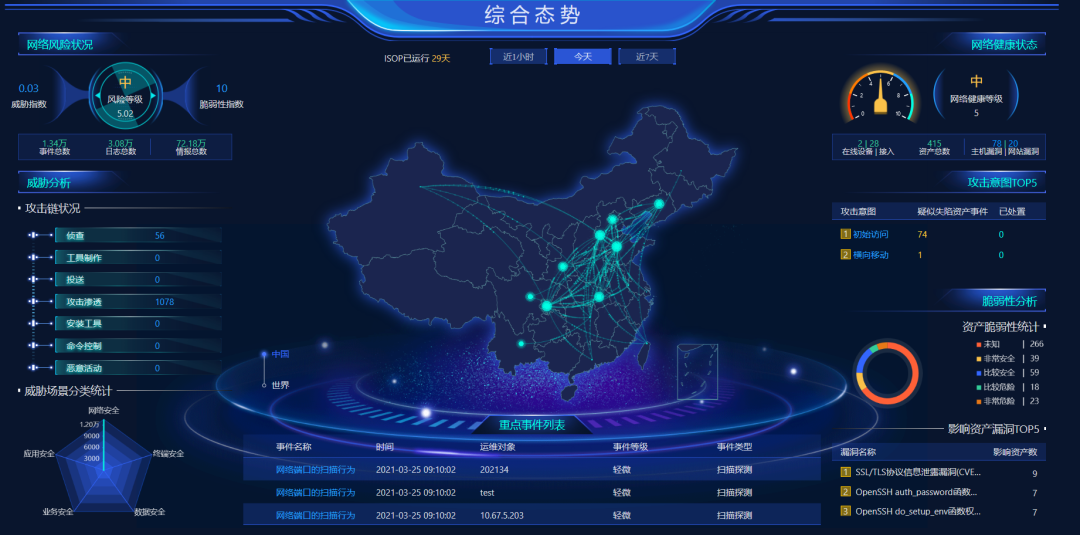 综合态势
网络风险状况
0.03
威胁指数
中
风险等级
5.02
10
脆弱性指数
1.34万
事件总数
3.08万
日志总数
72.18万
情报总数
威胁分析
攻击链状况
侦查 56
工具制作 0
投送 0
攻击渗透 1078
安装工具 0
命令控制 0
恶意活动 0
威胁场景分类统计
网络安全
1.20万
9000
6000
3000
应用安全
终端安全
业务安全
数据安全
ISOP已运行 29天
近1小时 今天 近7天
中国
世界
重点事件列表
事件名称 时间 运维对象 事件等级 事件类型
网络端口的扫描行为 2021-03-25 09:10:02 202134 轻微 扫描探测
网络端口的扫描行为 2021-03-25 09:10:02 test 轻微 扫描探测
网络端口的扫描行为 2021-03-25 09:10:02 10.67.5.203 轻微 扫描探测
网络健康状态
0 2 4 6 8 10
中
网络健康等级
5
2 | 28
在线设备 | 接入
415
资产总数
78 | 20
主机漏洞 | 网站漏洞
攻击意图TOP5
攻击意图 疑似失陷资产事件 已处置
1 初始访问 74 0
2 横向移动 1 0
脆弱性分析
资产脆弱性统计
未知 | 266
非常安全 | 39
比较安全 | 59
比较危险 | 18
非常危险 | 23
影响资产漏洞TOP5
漏洞名称 影响资产数
1 SSL/TLS协议信息泄露漏洞(CVE... 9
2 OpenSSH auth_password函数... 7
3 OpenSSH do_setup_env函数权... 7